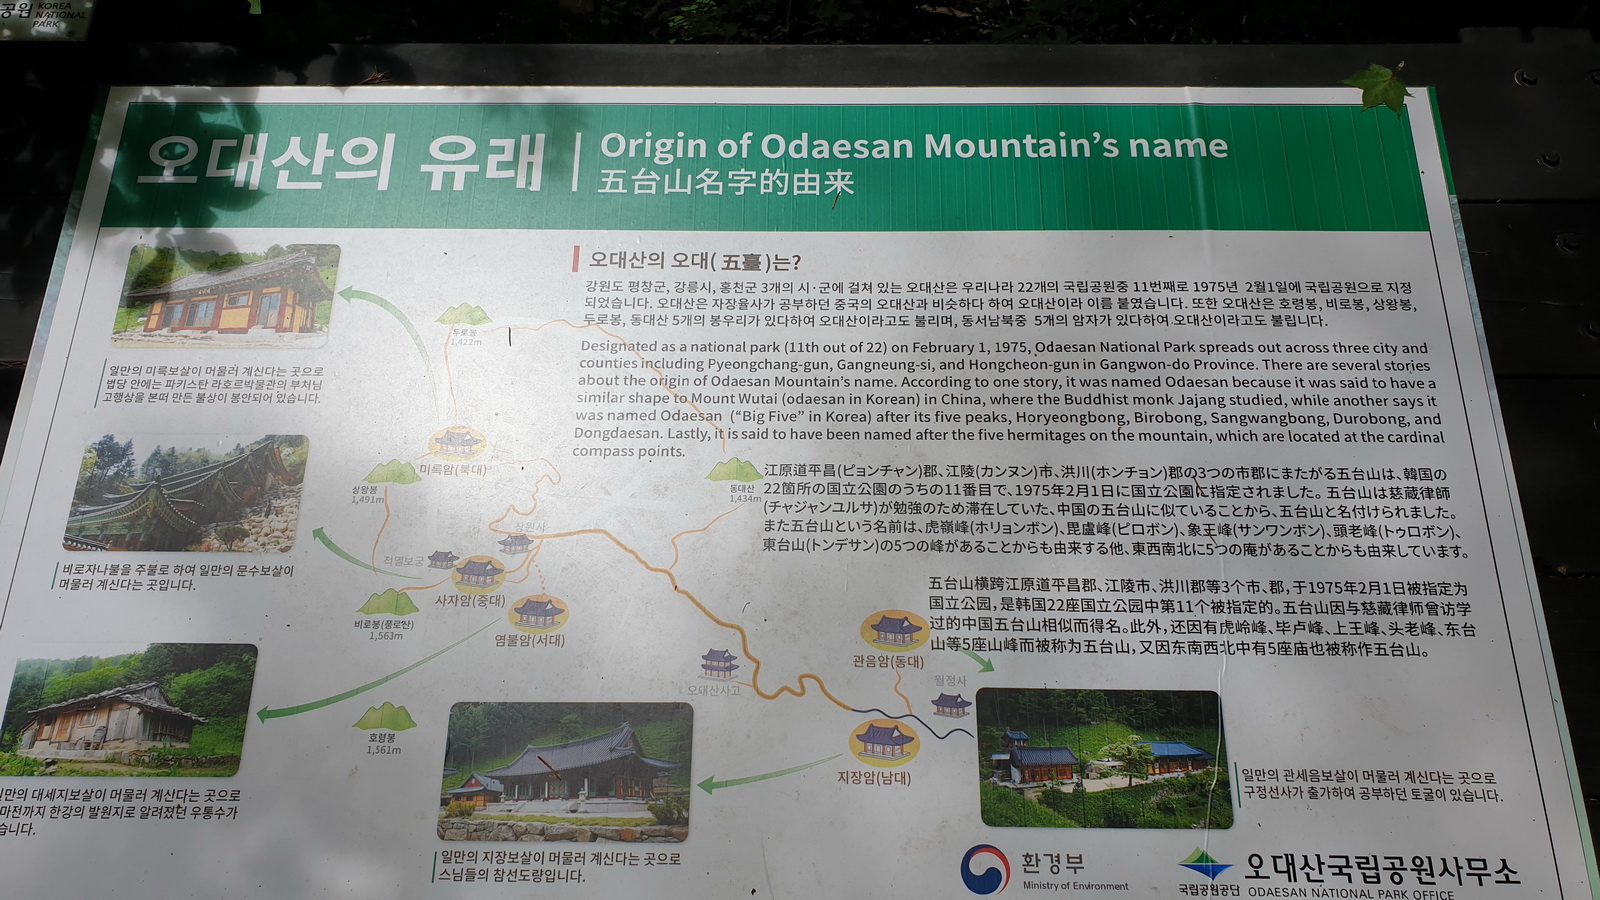 공원 KOREA
NATIONAL
PARK
오대산의 유래
Origin of Odaesan Mountain's name
五台山名字的由来
오대산의 오대( 五臺 )는?
강원도 평창군, 강릉시, 홍천군 3개의 시·군에 걸쳐 있는 오대산은 우리나라 22개의 국립공원중 11번째로 1975년 2월1일에 국립공원으로 지정
되었습니다. 오대산은 자장율사가 공부하던 중국의 오대산과 비슷하다 하여 오대산이라 이름 붙였습니다. 또한 오대산은 호령봉, 비로봉, 상왕봉,
두로봉, 동대산 5개의 봉우리가 있다하여 오대산이라고도 불리며, 동서남북중 5개의 암자가 있다하여 오대산이라고도 불립니다.
Designated as a national park (11th out of 22) on February 1, 1975, Odaesan National Park spreads out across three city and
counties including Pyeongchang-gun, Gangneung-si, and Hongcheon-gun in Gangwon-do Province. There are several stories
about the origin of Odaesan Mountain's name. According to one story, it was named Odaesan because it was said to have a
similar shape to Mount Wutai (odaesan in Korean) in China, where the Buddhist monk Jajang studied, while another says it
was named Odaesan ("Big Five" in Korea) after its five peaks, Horyeongbong, Birobong, Sangwangbong, Durobong, and
Dongdaesan. Lastly, it is said to have been named after the five hermitages on the mountain, which are located at the cardinal
compass points.
江原道平昌(ピョンチャン)郡、江陵(カンヌン)市、洪川(ホンチョン)郡の3つの市郡にまたがる五台山は、韓国の
22箇所の国立公園のうちの11番目で、1975年2月1日に国立公園に指定されました。五台山は慈蔵律師
(チャジャンユルサ)が勉強のため滞在していた、中国の五台山に似ていることから、五台山と名付けられました。
また五台山という名前は、虎嶺峰(ホリョンボン)、毘盧峰(ピロボン)、象王峰(サンワンボン)、頭老峰(トゥロボン)、
東台山(トンデサン)の5つの峰があることからも由来する他、東西南北に5つの庵があることからも由来しています。
五台山横跨江原道平昌郡、江陵市、洪川郡等3个市、郡,于1975年2月1日被指定为
国立公园,是韩国22座国立公园中第11个被指定的。五台山因与慈藏律师曾访学
过的中国五台山相似而得名。此外,还因有虎岭峰、毕卢峰、上王峰、头老峰、东台
山等5座山峰而被称为五台山,又因东南西北中有5座庙也被称作五台山。
일만의 미륵보살이 머물러 계신다는 곳으로
법당 안에는 파키스탄 라호르박물관의 부처님
고행상을 본떠 만든 불상이 봉안되어 있습니다.
비로자나불을 주불로 하여 일만의 문수보살이
머물러 계신다는 곳입니다.
일만의 대세지보살이 머물러 계신다는 곳으로
마전까지 한강의 발원지로 알려졌던 우통수가
습니다.
두로봉
1,422m
미륵암(북대)
상왕봉
1,491m
동대산
1,434m
상원사
적멸보궁
사자암(중대)
비로봉(풍로산)
1,563m
염불암(서대)
호령봉
1,561m
오대산사고
관음암(동대)
월정사
지장암(남대)
일만의 지장보살이 머물러 계신다는 곳으로
스님들의 참선도량입니다.
일만의 관세음보살이 머물러 계신다는 곳으로
구정선사가 출가하여 공부하던 토굴이 있습니다.
환경부
Ministry of Environment
국립공원공단
오대산국립공원사무소
ODAESAN NATIONAL PARK OFFICE